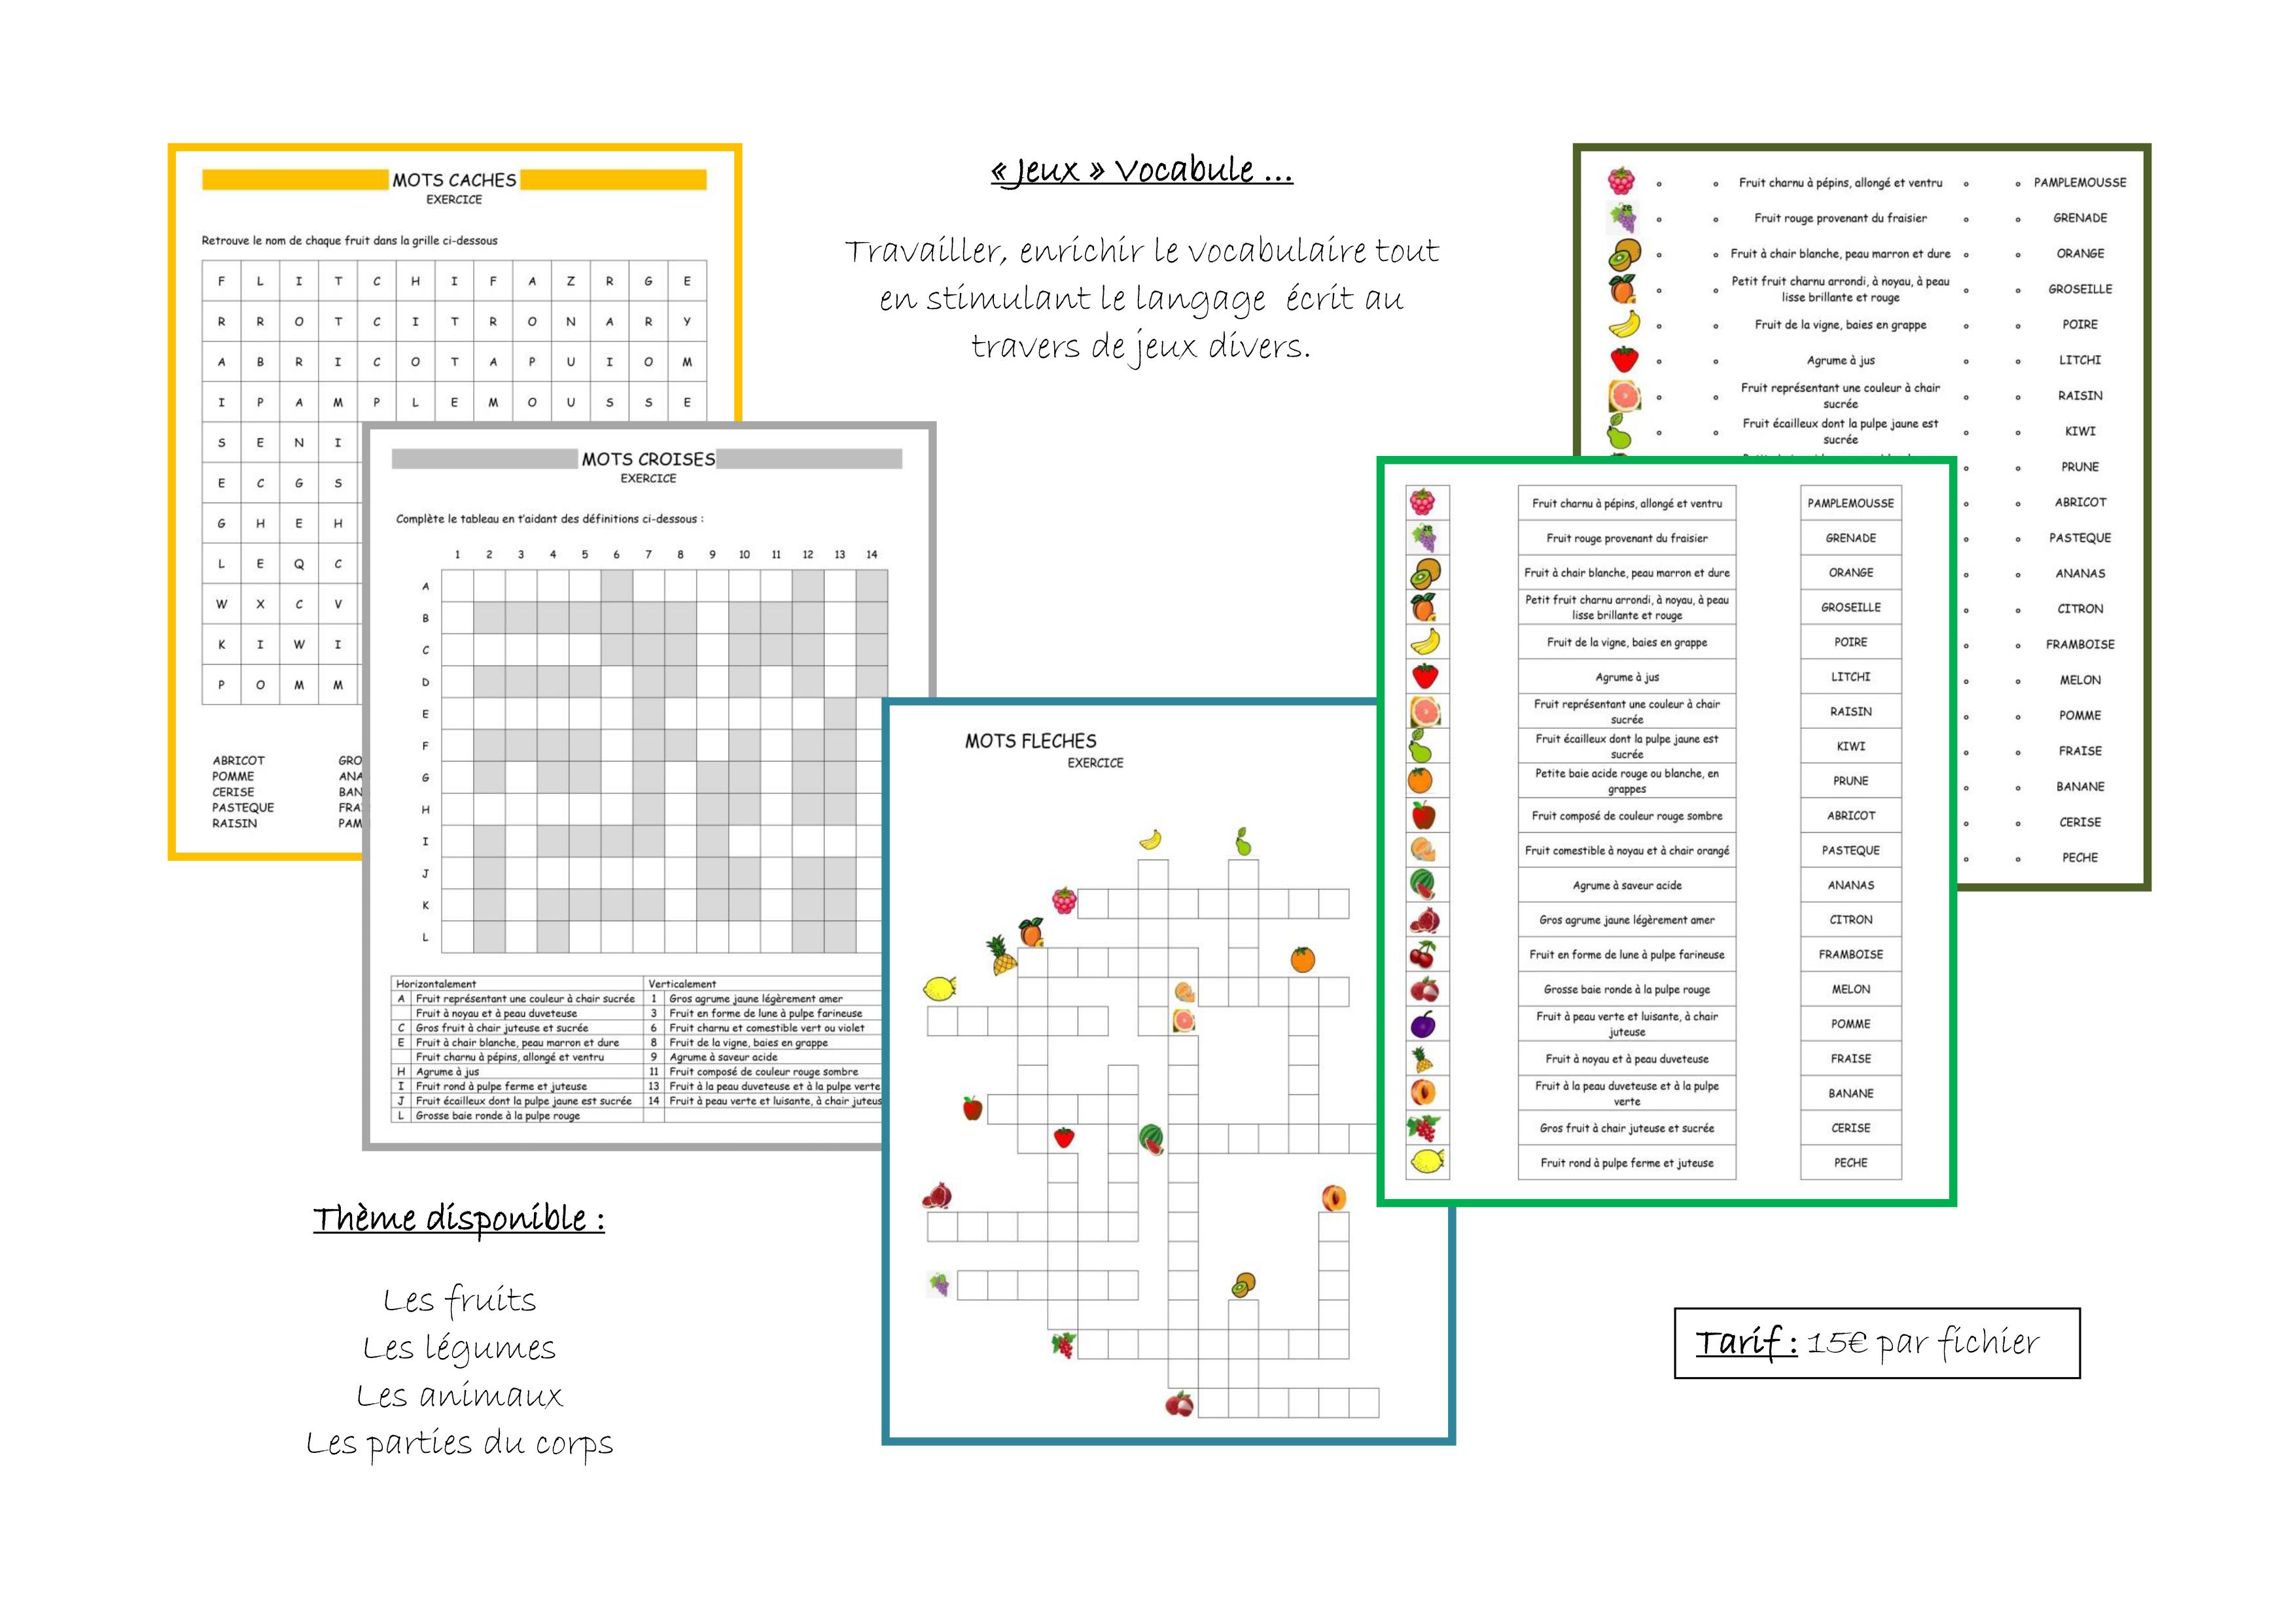 « Jeux » Vocabule ...
Travailler, enrichir le vocabulaire tout
en stimulant le langage écrit au
travers de jeux divers.
MOTS CACHES
EXERCICE
Retrouve le nom de chaque fruit dans la grille ci-dessous
F L I T C H I F A Z R G E
R R O T C I T R O N A R Y
A B R I C O T A P U I O M
I P A M P L E M O U S S E
S E N I
E C G S
G H E H
L E Q C
W X C V
K I W I
P O M M
ABRICOT GRO
POMME ANA
CERISE BAN
PASTEQUE FRA
RAISIN PAM
MOTS CROISES
EXERCICE
Complète le tableau en t'aidant des définitions ci-dessous :
1 2 3 4 5 6 7 8 9 10 11 12 13 14
A
B
C
D
E
F
G
H
I
J
K
L
Horizontalement Verticalement
A Fruit représentant une couleur à chair sucrée 1 Gros agrume jaune légèrement amer
Fruit à noyau et à peau duveteuse 3 Fruit en forme de lune à pulpe farineuse
C Gros fruit à chair juteuse et sucrée 6 Fruit charnu et comestible vert ou violet
E Fruit à chair blanche, peau marron et dure 8 Fruit de la vigne, baies en grappe
Fruit charnu à pépins, allongé et ventru 9 Agrume à saveur acide
H Agrume à jus 11 Fruit composé de couleur rouge sombre
I Fruit rond à pulpe ferme et juteuse 13 Fruit à la peau duveteuse et à la pulpe verte
J Fruit écailleux dont la pulpe jaune est sucrée 14 Fruit à peau verte et luisante, à chair juteus
L Grosse baie ronde à la pulpe rouge
MOTS FLECHES
EXERCICE
Fruit charnu à pépins, allongé et ventru PAMPLEMOUSSE
Fruit rouge provenant du fraisier GRENADE
Fruit à chair blanche, peau marron et dure ORANGE
Petit fruit charnu arrondi, à noyau, à peau
lisse brillante et rouge GROSEILLE
Fruit de la vigne, baies en grappe POIRE
Agrume à jus LITCHI
Fruit représentant une couleur à chair
sucrée RAISIN
Fruit écailleux dont la pulpe jaune est
sucrée KIWI
PRUNE
ABRICOT
PASTEQUE
ANANAS
CITRON
FRAMBOISE
MELON
POMME
FRAISE
BANANE
CERISE
PECHE
Fruit charnu à pépins, allongé et ventru PAMPLEMOUSSE
Fruit rouge provenant du fraisier GRENADE
Fruit à chair blanche, peau marron et dure ORANGE
Petit fruit charnu arrondi, à noyau, à peau
lisse brillante et rouge GROSEILLE
Fruit de la vigne, baies en grappe POIRE
Agrume à jus LITCHI
Fruit représentant une couleur à chair
sucrée RAISIN
Fruit écailleux dont la pulpe jaune est
sucrée KIWI
Petite baie acide rouge ou blanche, en
grappes PRUNE
Fruit composé de couleur rouge sombre ABRICOT
Fruit comestible à noyau et à chair orangé PASTEQUE
Agrume à saveur acide ANANAS
Gros agrume jaune légèrement amer CITRON
Fruit en forme de lune à pulpe farineuse FRAMBOISE
Grosse baie ronde à la pulpe rouge MELON
Fruit à peau verte et luisante, à chair
juteuse POMME
Fruit à noyau et à peau duveteuse FRAISE
Fruit à la peau duveteuse et à la pulpe
verte BANANE
Gros fruit à chair juteuse et sucrée CERISE
Fruit rond à pulpe ferme et juteuse PECHE
Thème disponible :
Les fruits
Les légumes
Les animaux
Les parties du corps
Tarif : 15€ par fichier